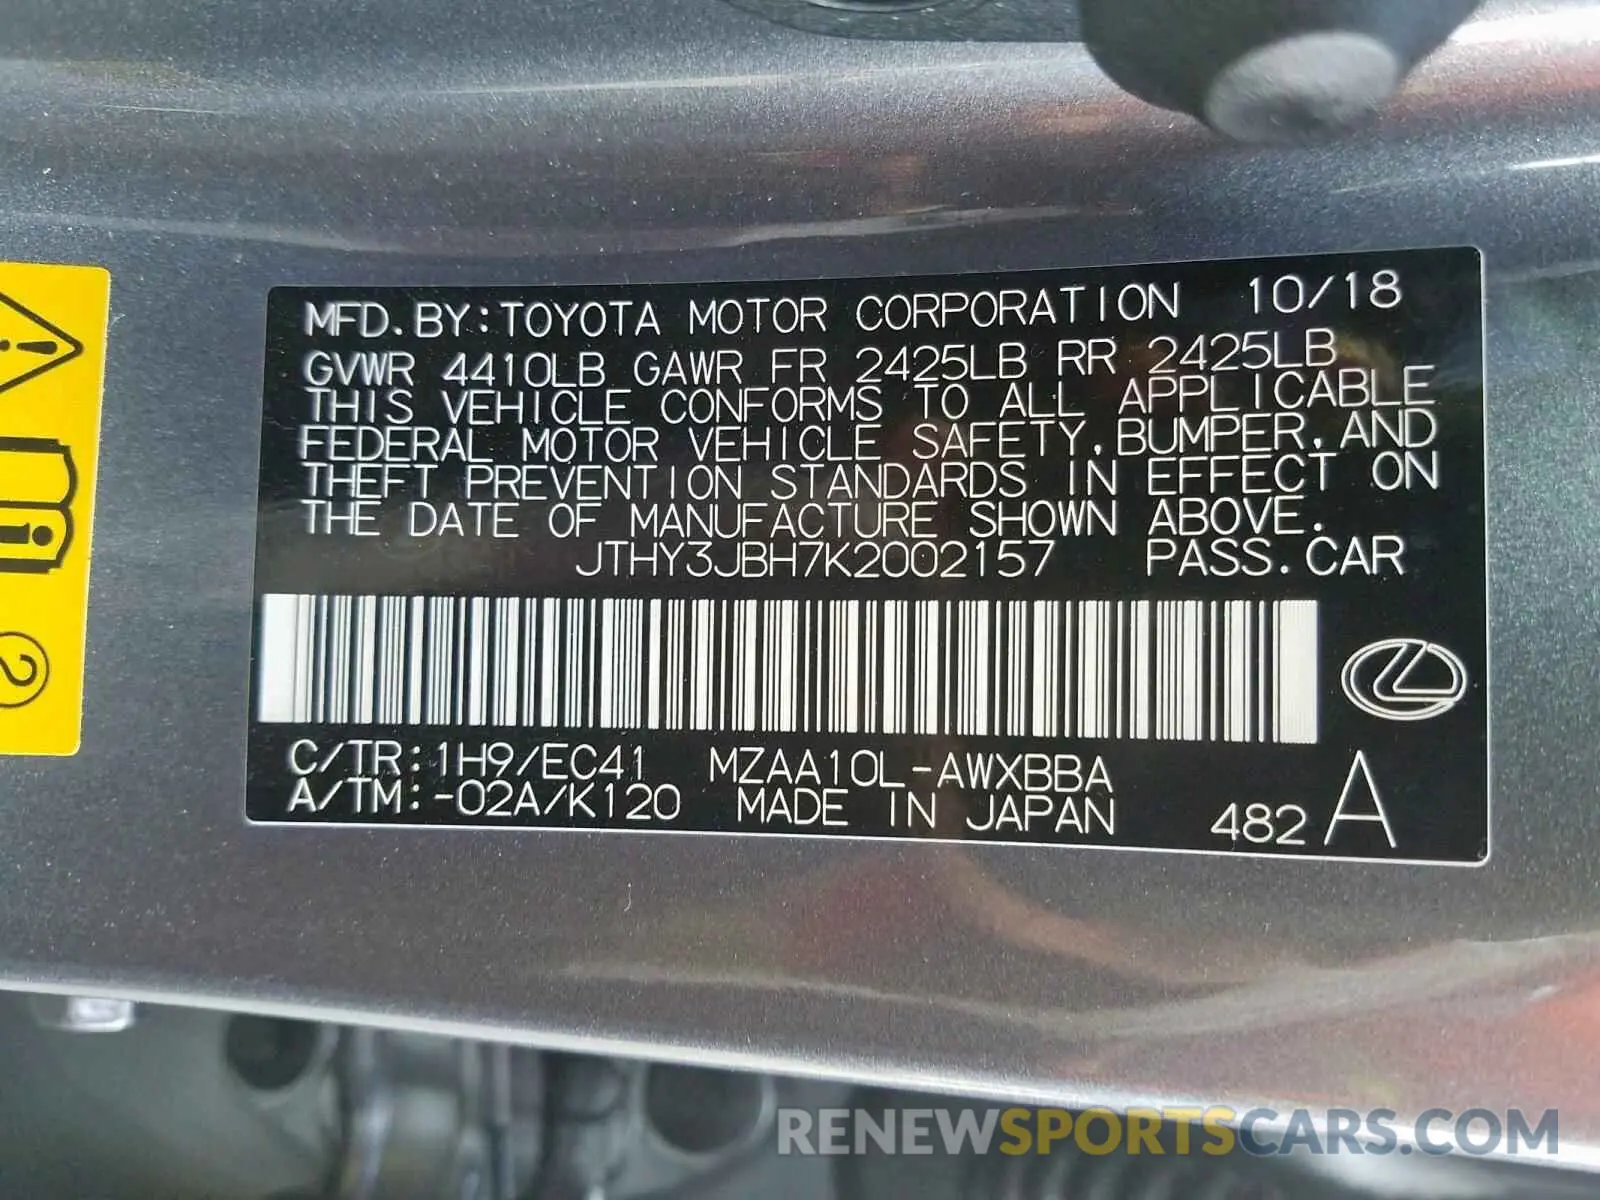 MFD. BY: TOYOTA MOTOR CORPORATION 10/18
GVWR 4410LB GAWR FR 2425LB RR 2425LB
THIS VEHICLE CONFORMS TO ALL APPLICABLE
FEDERAL MOTOR VEHICLE SAFETY, BUMPER, AND
THEFT PREVENTION STANDARDS IN EFFECT ON
THE DATE OF MANUFACTURE SHOWN ABOVE.
JTHY3JBH7K2002157 PASS. CAR
C/TR: 1H9/EC41 MZAA10L-AWXBBA
A/TM: -02A/K120 MADE IN JAPAN 482 A
2
RENEWSPORTSCARS.COM